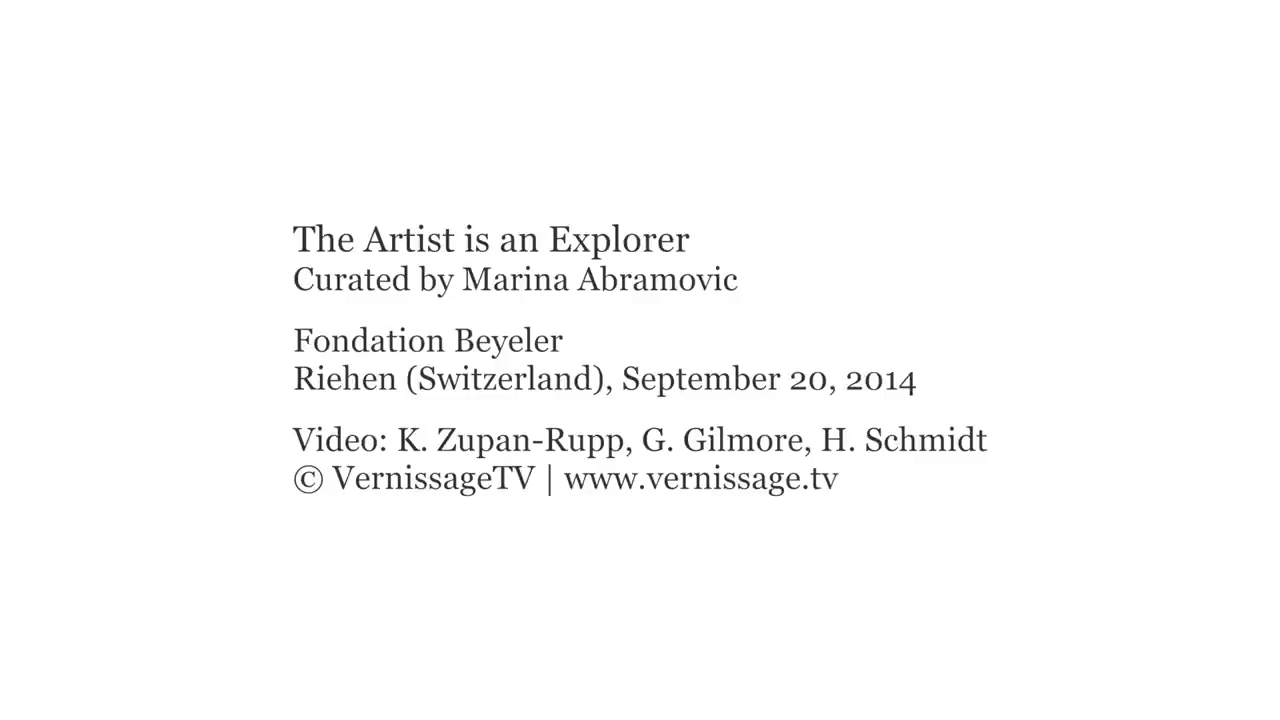 The Artist is an Explorer
Curated by Marina Abramovic
Fondation Beyeler
Riehen (Switzerland), September 20, 2014
Video: K. Zupan-Rupp, G. Gilmore, H. Schmidt
© VernissageTV | www.vernissage.tv